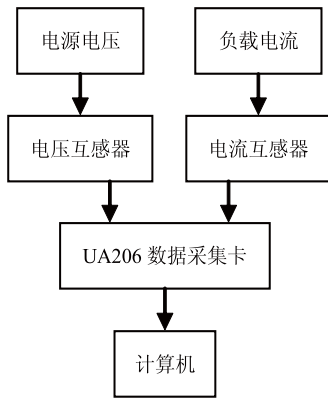 电源电压
负载电流
电压互感器
电流互感器
UA206 数据采集卡
计算机